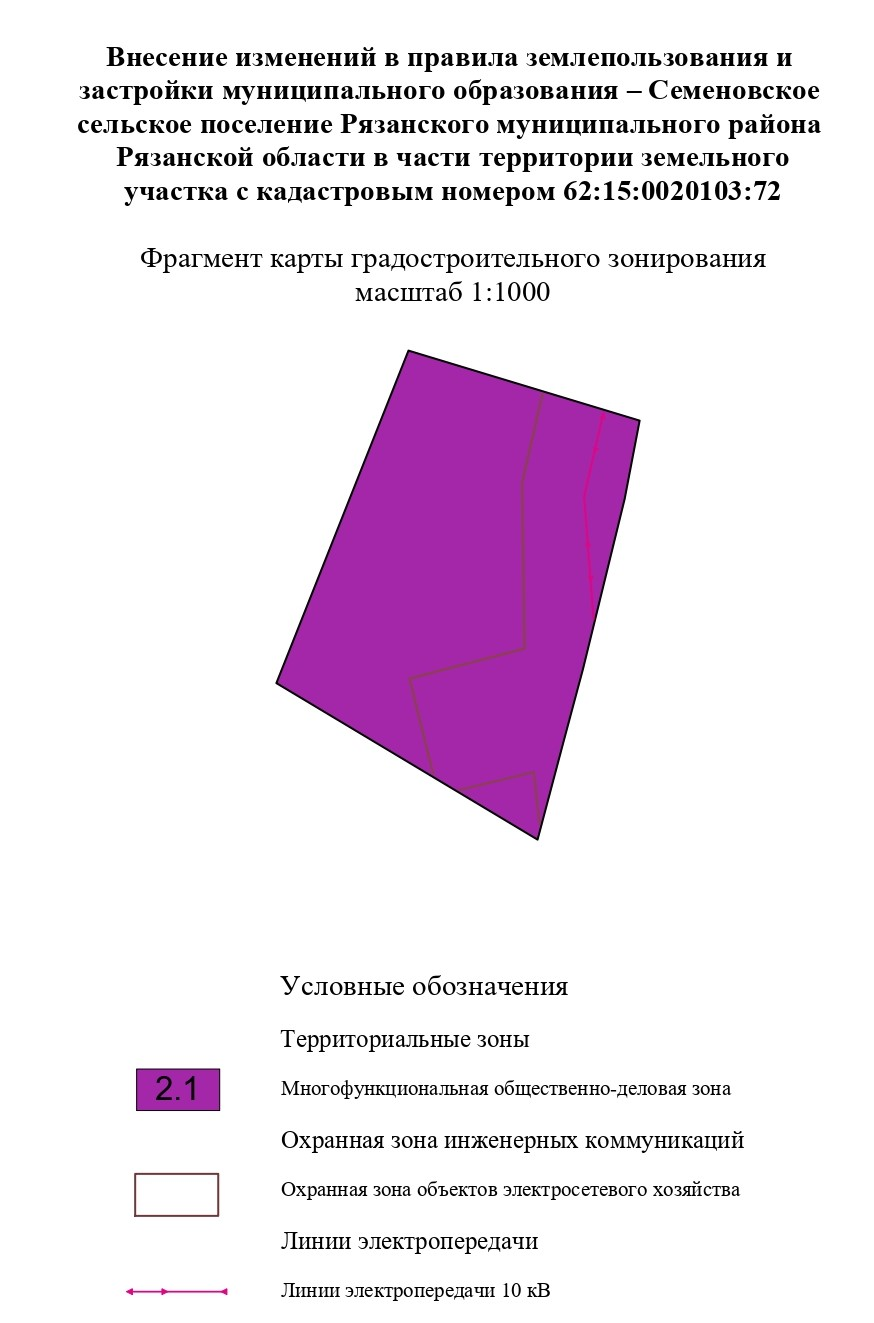 Внесение изменений в правила землепользования и
застройки муниципального образования – Семеновское
сельское поселение Рязанского муниципального района
Рязанской области в части территории земельного
участка с кадастровым номером 62:15:0020103:72
Фрагмент карты градостроительного зонирования
масштаб 1:1000
Условные обозначения
Территориальные зоны
2.1 Многофункциональная общественно-деловая зона
Охранная зона инженерных коммуникаций
Охранная зона объектов электросетевого хозяйства
Линии электропередачи
Линии электропередачи 10 кВ